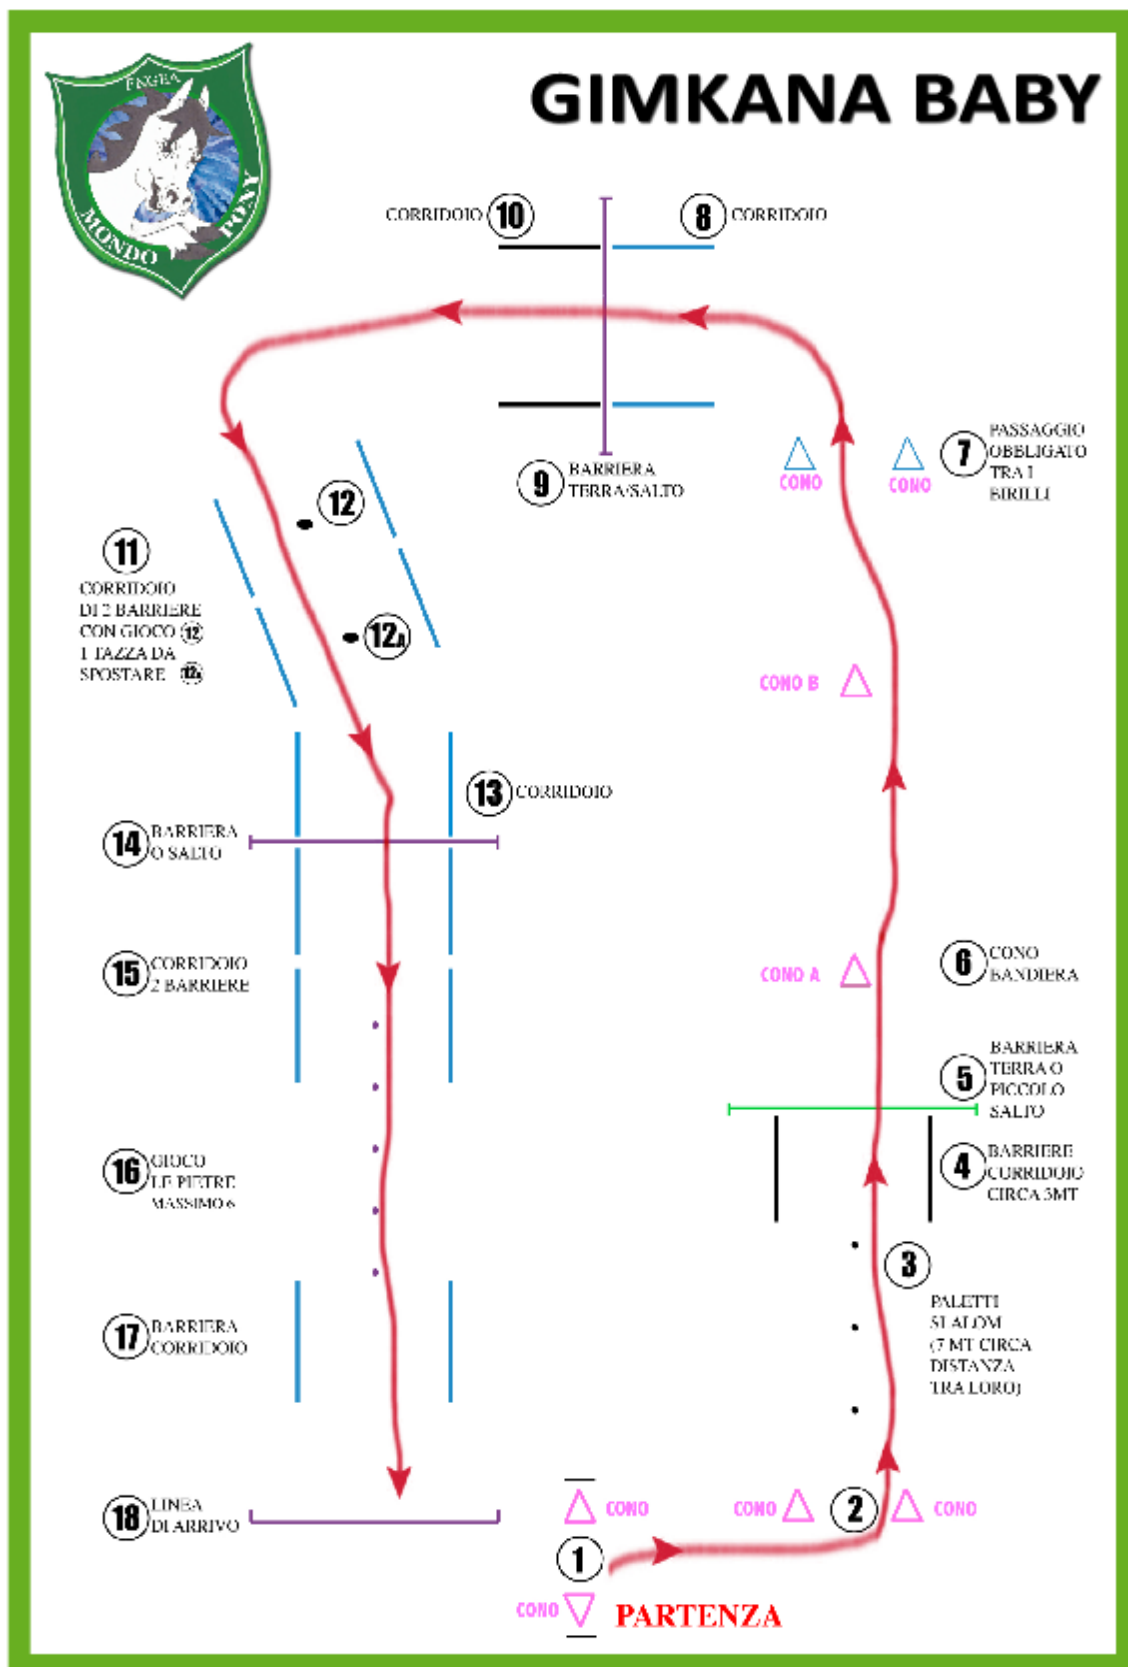 FNGEA
MONDO PONY
GIMKANA BABY
CORRIDOIO 10
8 CORRIDOIO
9 BARRIERA
TERRA/SALTO
7 PASSAGGIO
OBBLIGATO
TRA I
BIRILLI
CONO
CONO
11
CORRIDOIO
DI 2 BARRIERE
CON GIOCO 12
1 TAZZA DA
SPOSTARE 12A
12
12A
CONO B
13 CORRIDOIO
14 BARRIERA
O SALTO
15 CORRIDOIO
2 BARRIERE
CONO A
6 CONO
BANDIERA
5 BARRIERA
TERRA O
PICCOLO
SALTO
4 BARRIERE
CORRIDOIO
CIRCA 3MT
16 GIOCO
LE PIETRE
MASSIMO 6
3
PALETTI
SLALOM
(7 MT CIRCA
DISTANZA
TRA LORO)
17 BARRIERA
CORRIDOIO
18 LINEA
DI ARRIVO
CONO
CONO
2
CONO
1
CONO
PARTENZA